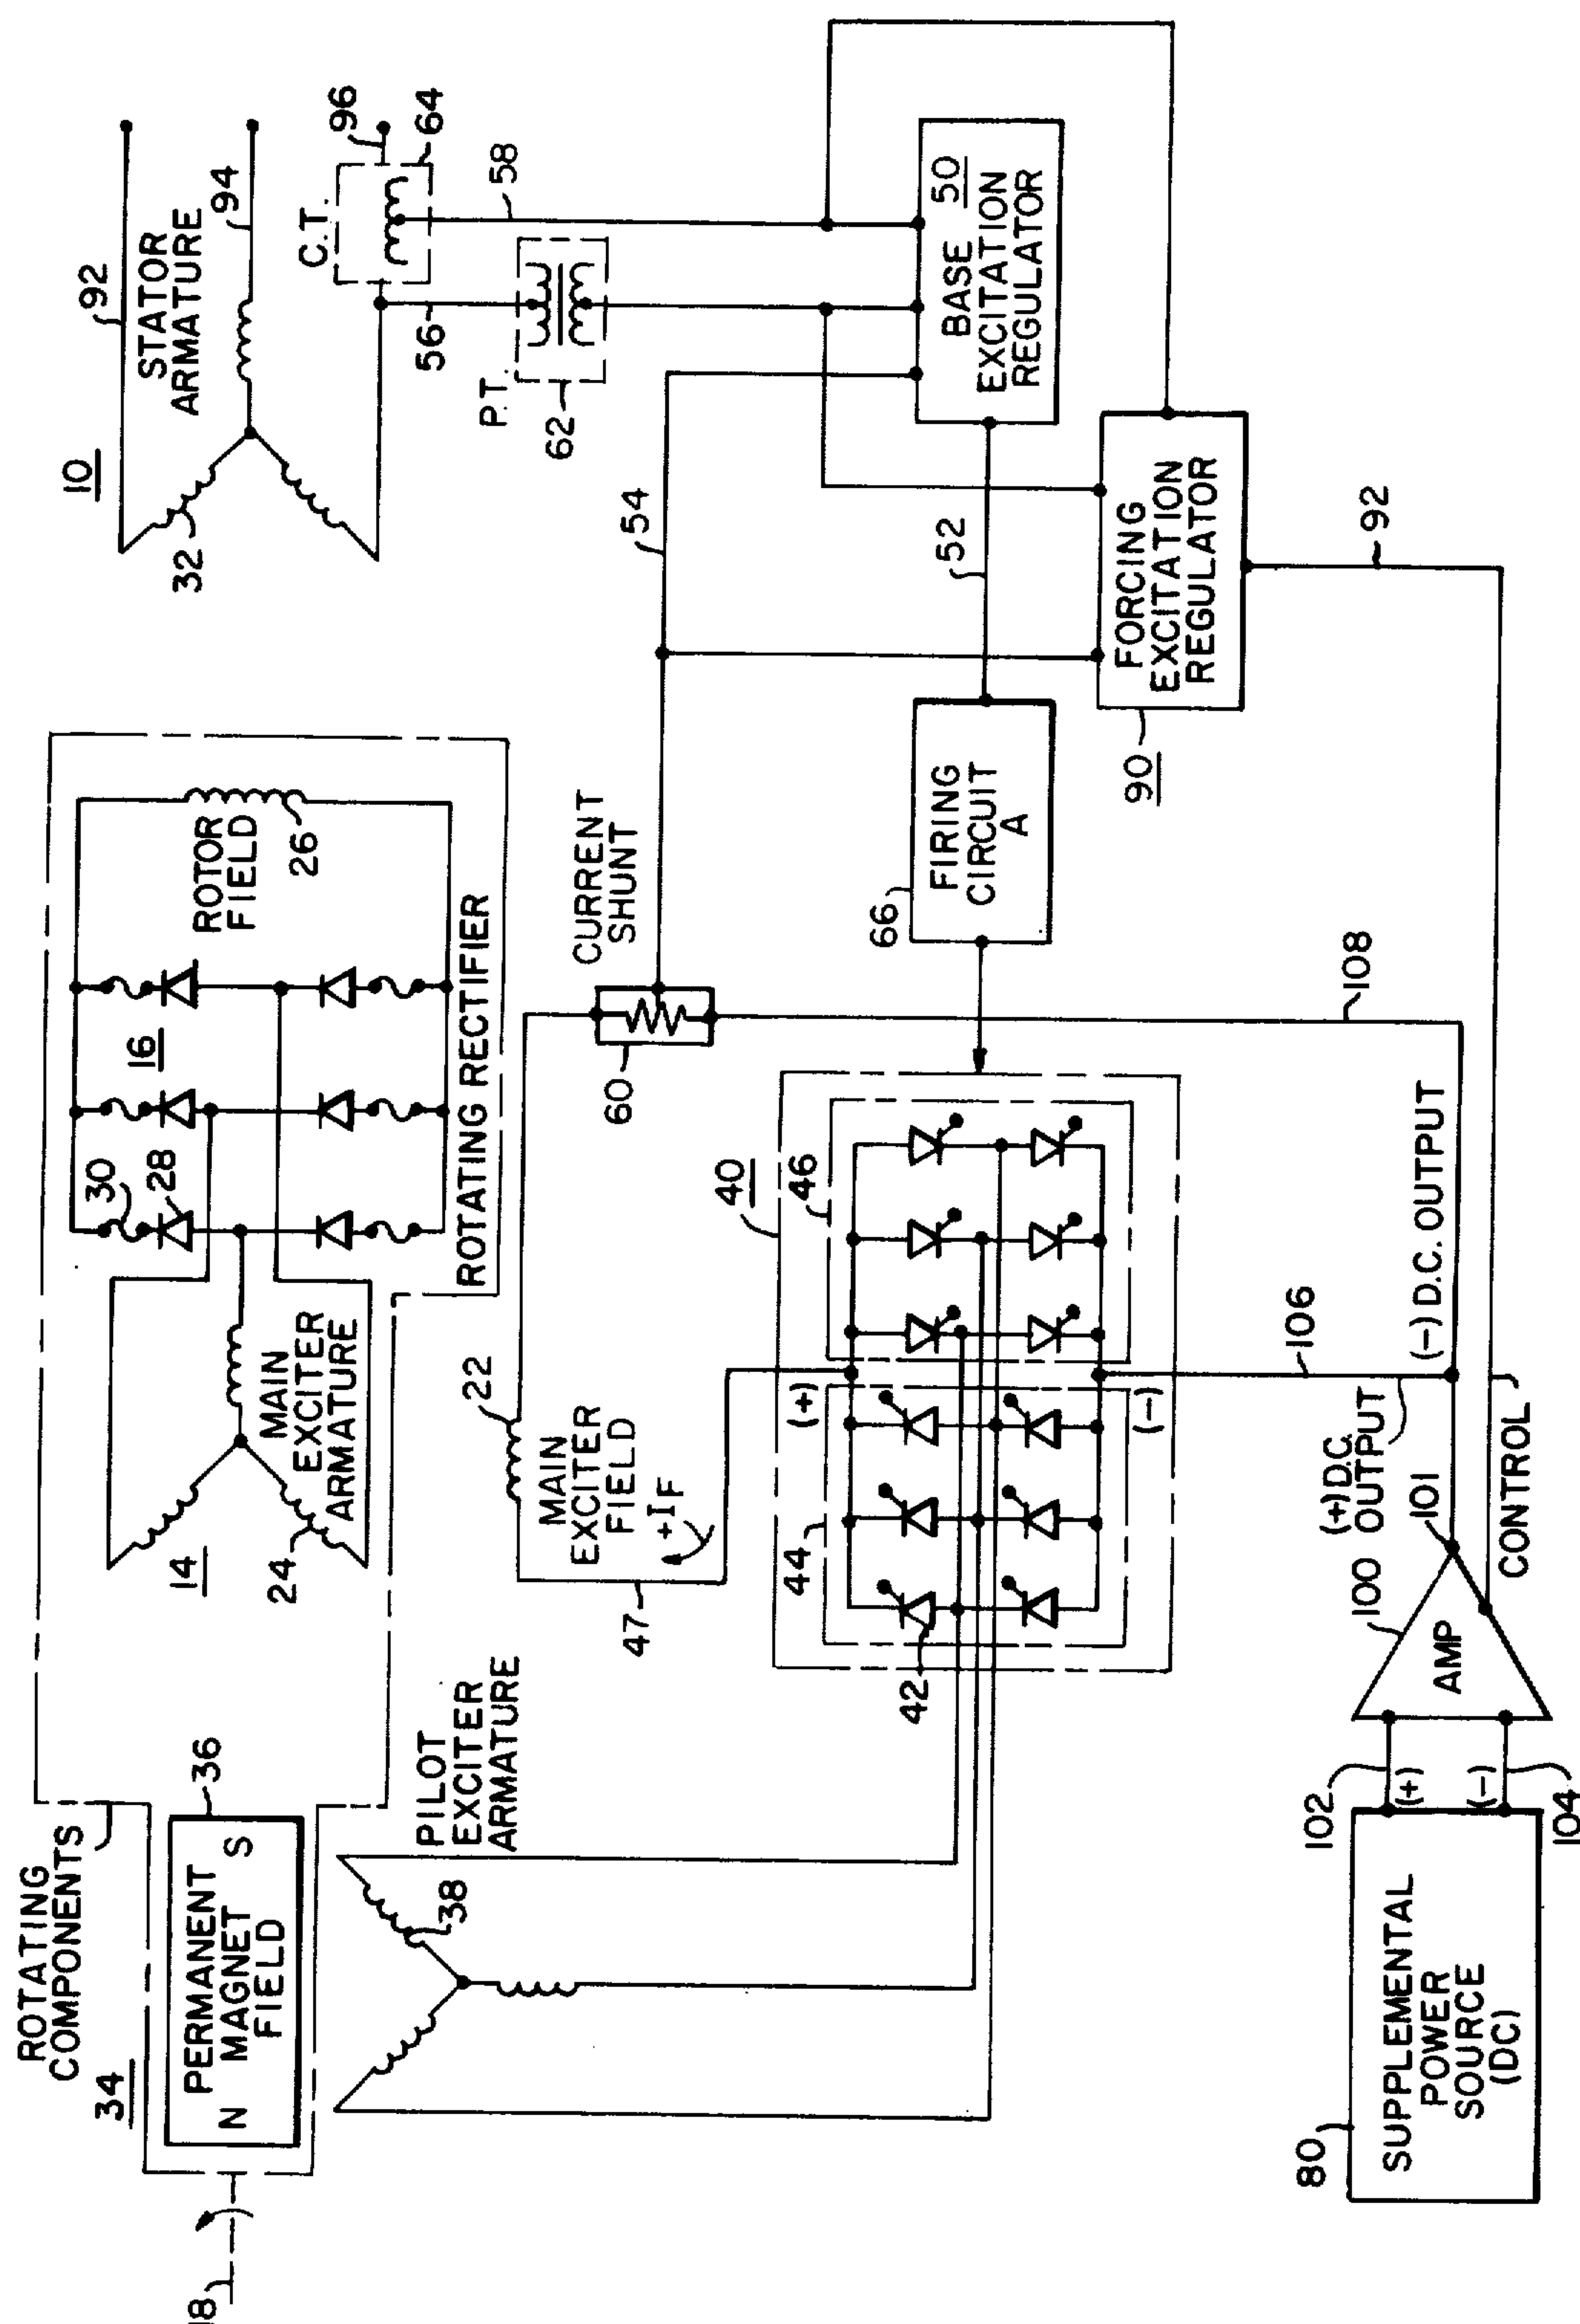 ROTATING
COMPONENTS
34
18
PERMANENT
N MAGNET S
FIELD
36
14
24
MAIN
EXCITER
ARMATURE
30
28
16
ROTOR
FIELD
26
ROTATING RECTIFIER
10
32
92
STATOR
ARMATURE
94
C.T.
96
64
56
58
P.T.
62
PILOT
EXCITER
ARMATURE
38
22
MAIN
EXCITER
FIELD
+IF
47
CURRENT
SHUNT
60
54
52
40
46
44
42
(+)
(-)
66
FIRING
CIRCUIT
A
BASE 50
EXCITATION
REGULATOR
FORCING
EXCITATION
REGULATOR
90
92
108
106
(+) D.C.
OUTPUT
(-) D.C. OUTPUT
CONTROL
101
100
AMP
102
(+)
(-)
104
80
SUPPLEMENTAL
POWER
SOURCE
(DC)